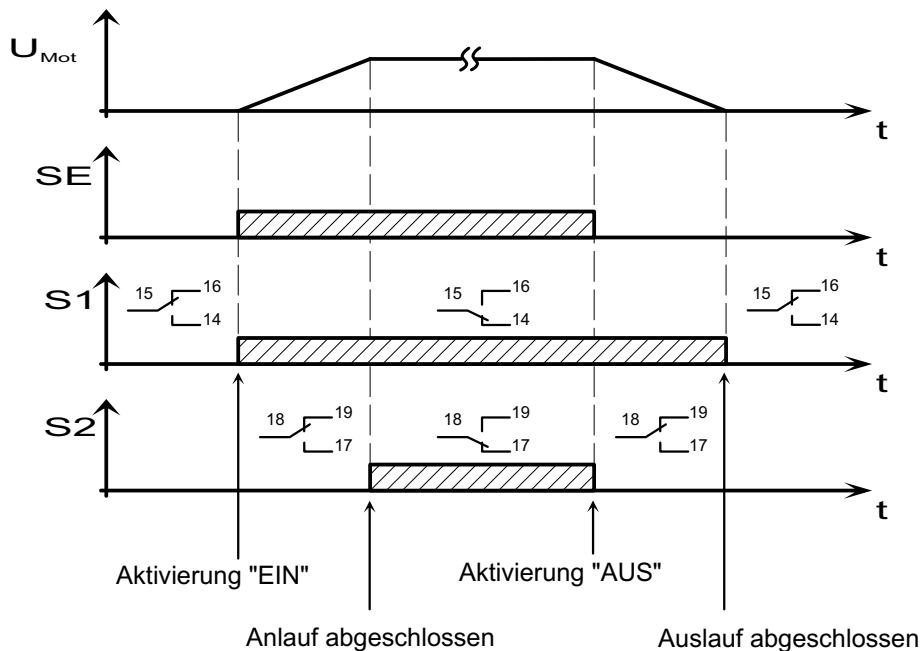 U Mot
t
SE
t
S1
15 16 14
15 16 14
15 16 14
t
S2
18 19 17
18 19 17
18 19 17
t
Aktivierung "EIN"
Aktivierung "AUS"
Anlauf abgeschlossen
Auslauf abgeschlossen